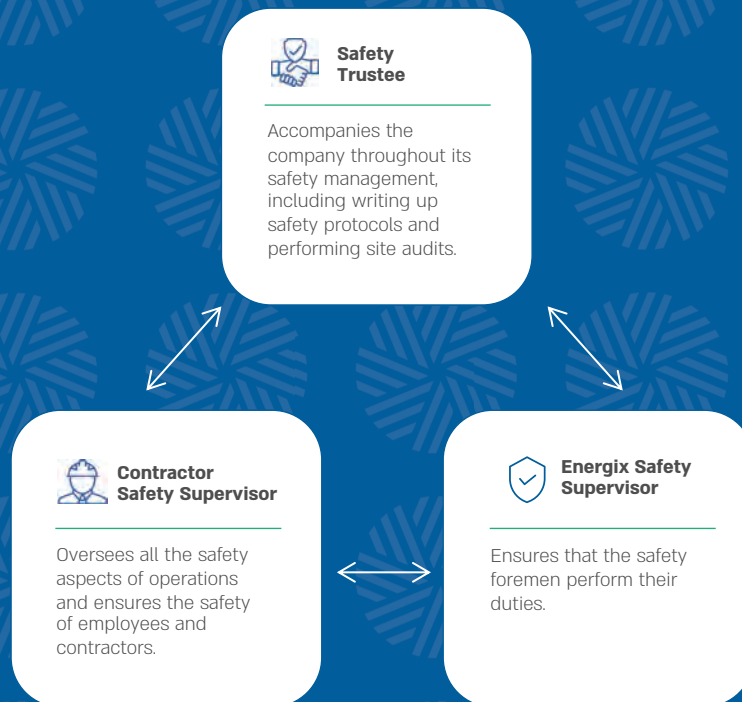 Safety
Trustee
Accompanies the
company throughout its
safety management,
including writing up
safety protocols and
performing site audits.
Contractor
Safety Supervisor
Oversees all the safety
aspects of operations
and ensures the safety
of employees and
contractors.
Energix Safety
Supervisor
Ensures that the safety
foremen perform their
duties.